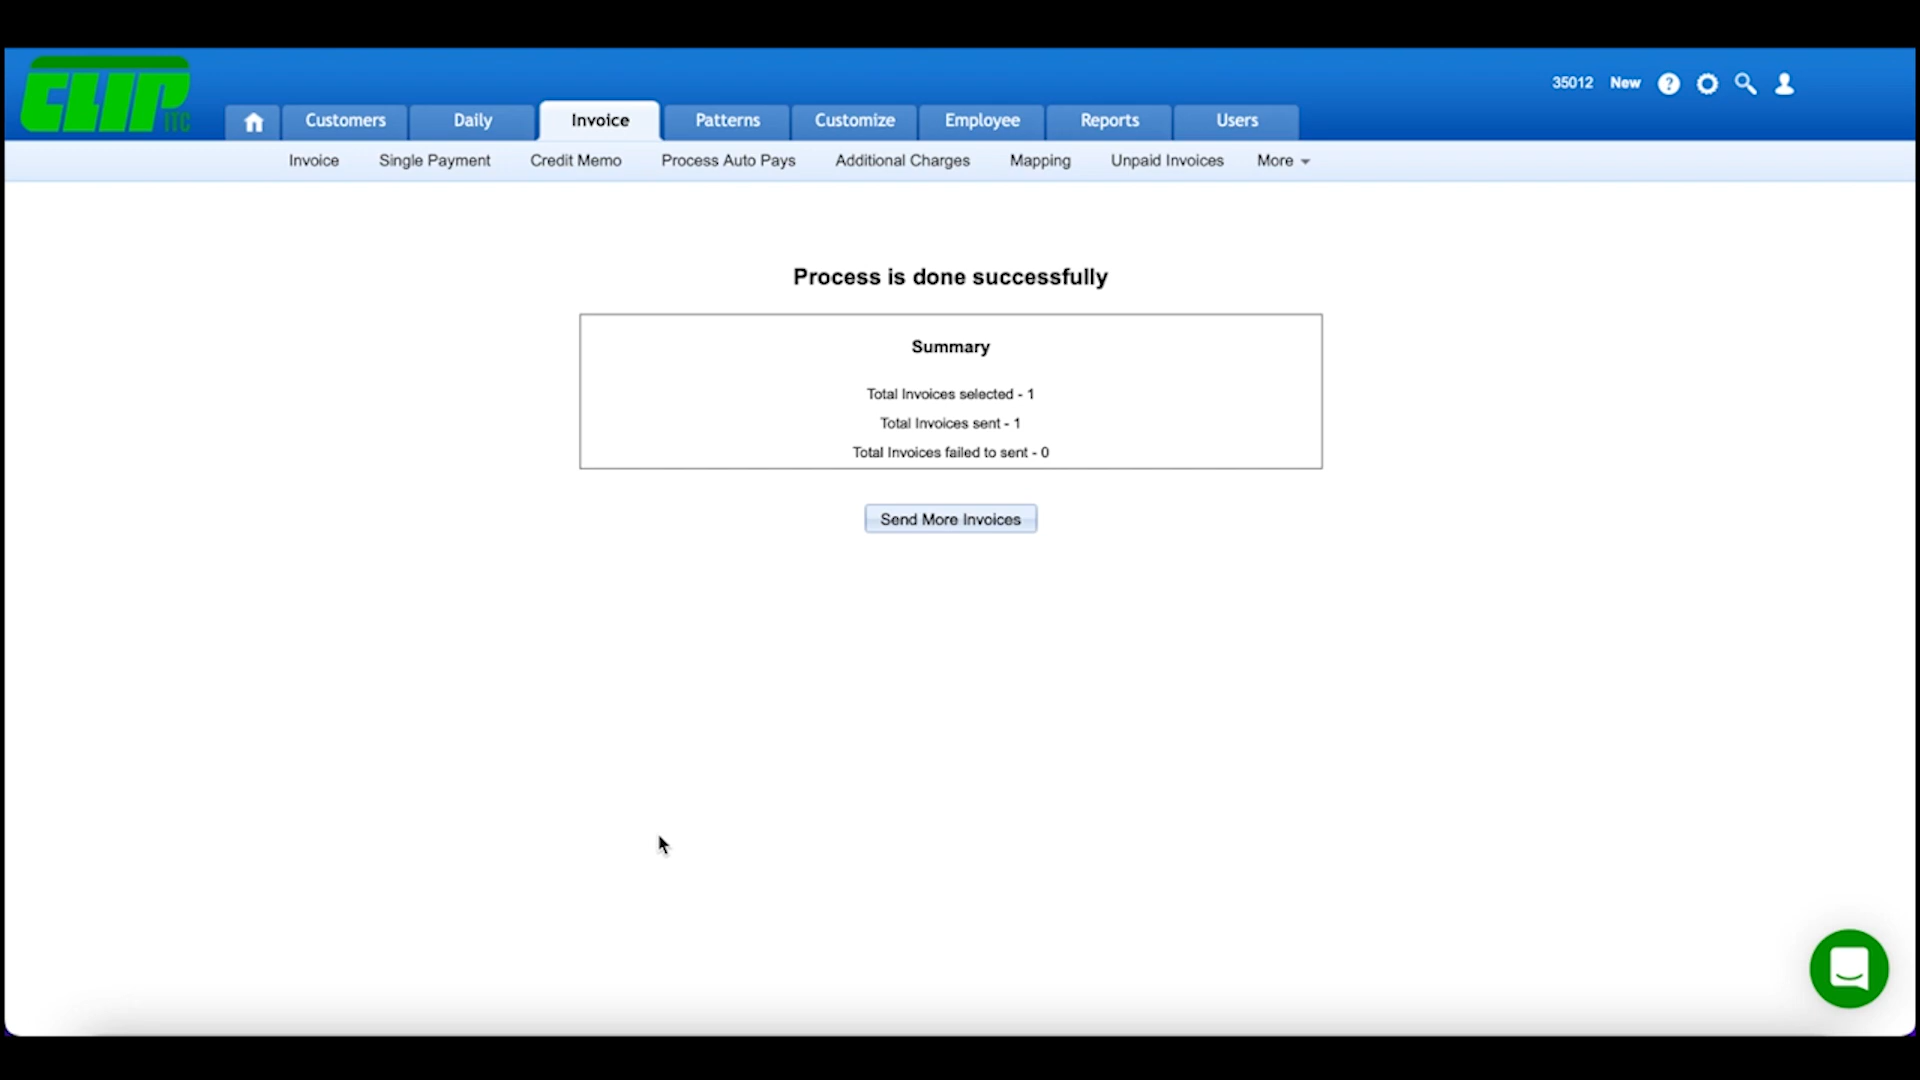 CLIP
ITC
35012 New
Customers Daily Invoice Patterns Customize Employee Reports Users
Invoice Single Payment Credit Memo Process Auto Pays Additional Charges Mapping Unpaid Invoices More
Process is done successfully
Summary
Total Invoices selected - 1
Total Invoices sent - 1
Total Invoices failed to sent - 0
Send More Invoices